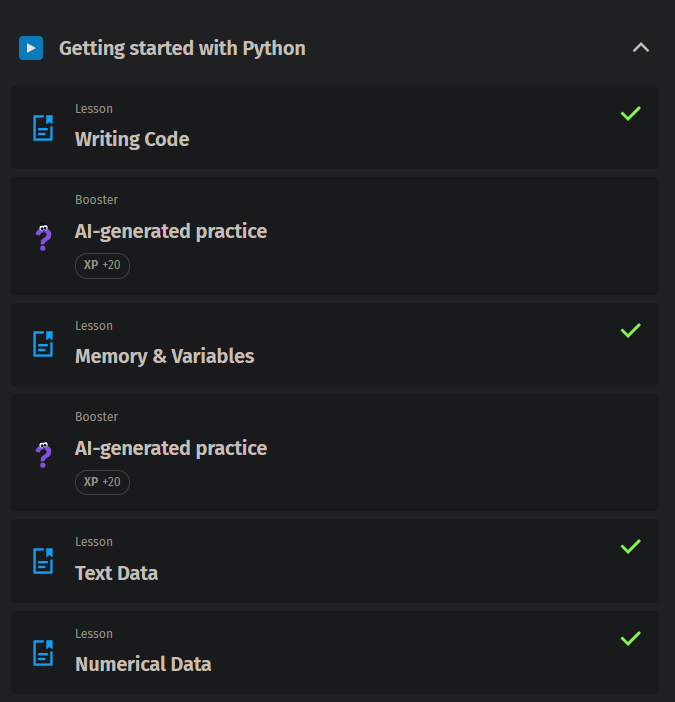 Getting started with Python
Lesson
Writing Code
Booster
AI-generated practice
XP +20
Lesson
Memory & Variables
Booster
AI-generated practice
XP +20
Lesson
Text Data
Lesson
Numerical Data